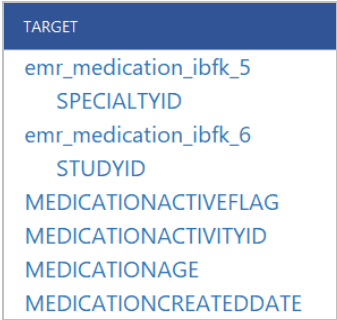 TARGET
emr_medication_ibfk_5
SPECIALTYID
emr_medication_ibfk_6
STUDYID
MEDICATIONACTIVEFLAG
MEDICATIONACTIVITYID
MEDICATIONAGE
MEDICATIONCREATEDDATE